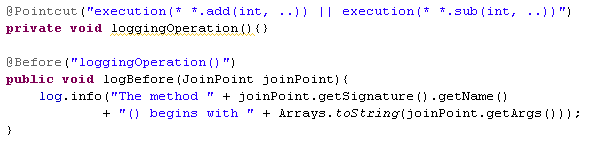 @Pointcut("execution(* *.add(int, ..)) || execution(* *.sub(int, ..))")
private void loggingOperation(){}
@Before("loggingOperation()")
public void logBefore(JoinPoint joinPoint){
log.info("The method " + joinPoint.getSignature().getName()
+ "() begins with " + Arrays.toString(joinPoint.getArgs()));
}